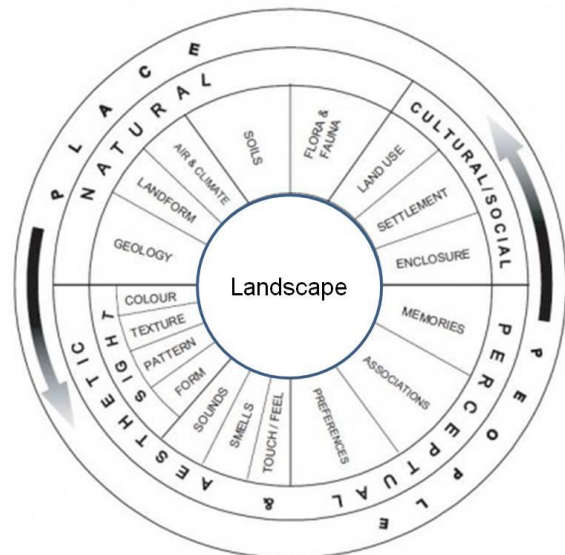 PLACE
NATURAL
CULTURAL/SOCIAL
GEOLOGY
LANDFORM
AIR & CLIMATE
SOILS
FLORA &
FAUNA
LAND USE
SETTLEMENT
ENCLOSURE
Landscape
MEMORIES
ASSOCIATIONS
PREFERENCES
TOUCH / FEEL
SMELLS
SOUNDS
FORM
PATTERN
TEXTURE
COLOUR
SIGHT
PERCEPTUAL & AESTHETIC
PEOPLE